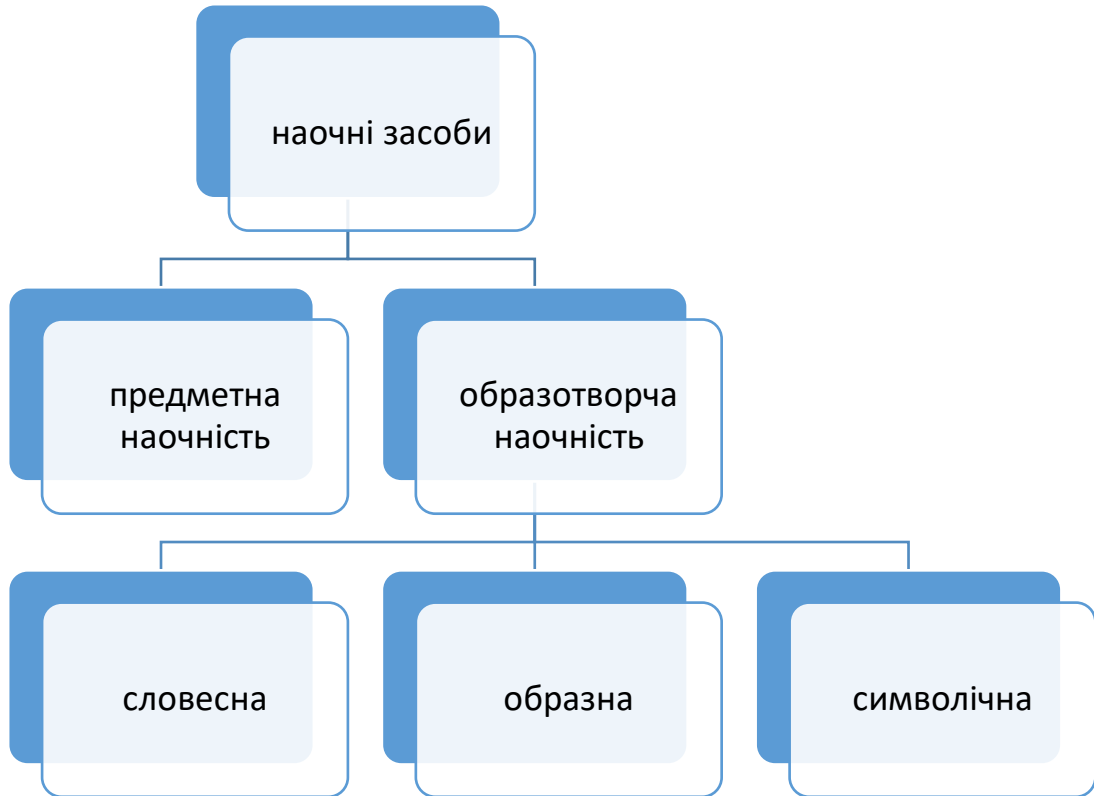 наочні засоби
предметна
наочність
образотворча
наочність
словесна
образна
символічна